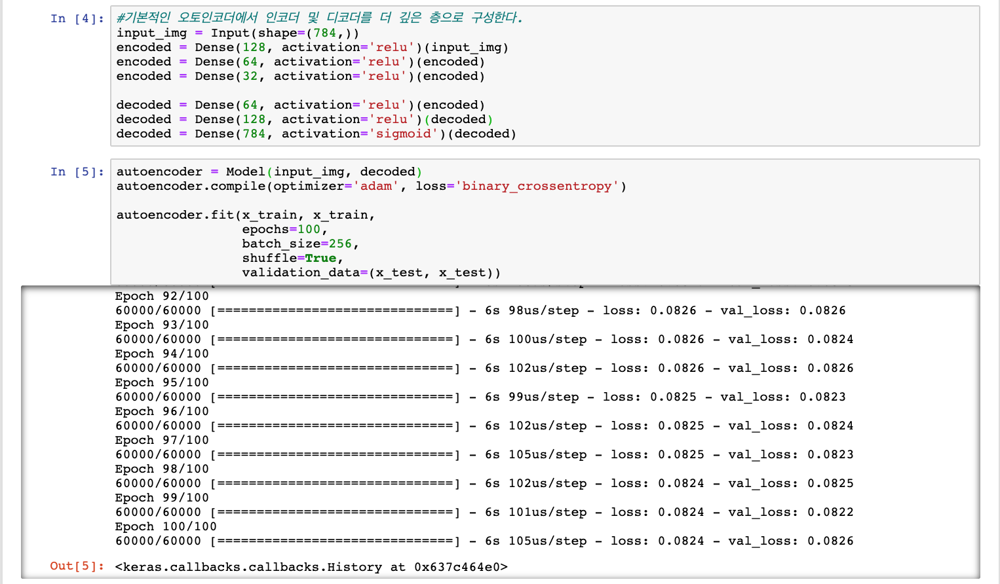 In [4]: #기본적인 오토인코더에서 인코더 및 디코더를 더 깊은 층으로 구성한다.
input_img = Input(shape=(784,))
encoded = Dense(128, activation='relu')(input_img)
encoded = Dense(64, activation='relu')(encoded)
encoded = Dense(32, activation='relu')(encoded)
decoded = Dense(64, activation='relu')(encoded)
decoded = Dense(128, activation='relu')(decoded)
decoded = Dense(784, activation='sigmoid')(decoded)
In [5]: autoencoder = Model(input_img, decoded)
autoencoder.compile(optimizer='adam', loss='binary_crossentropy')
autoencoder.fit(x_train, x_train,
epochs=100,
batch_size=256,
shuffle=True,
validation_data=(x_test, x_test))
Epoch 92/100
60000/60000 [==============================] - 6s 98us/step - loss: 0.0826 - val_loss: 0.0826
Epoch 93/100
60000/60000 [==============================] - 6s 100us/step - loss: 0.0826 - val_loss: 0.0824
Epoch 94/100
60000/60000 [==============================] - 6s 102us/step - loss: 0.0826 - val_loss: 0.0826
Epoch 95/100
60000/60000 [==============================] - 6s 99us/step - loss: 0.0825 - val_loss: 0.0823
Epoch 96/100
60000/60000 [==============================] - 6s 102us/step - loss: 0.0825 - val_loss: 0.0824
Epoch 97/100
60000/60000 [==============================] - 6s 105us/step - loss: 0.0825 - val_loss: 0.0823
Epoch 98/100
60000/60000 [==============================] - 6s 102us/step - loss: 0.0824 - val_loss: 0.0825
Epoch 99/100
60000/60000 [==============================] - 6s 101us/step - loss: 0.0824 - val_loss: 0.0822
Epoch 100/100
60000/60000 [==============================] - 6s 105us/step - loss: 0.0824 - val_loss: 0.0826
Out[5]: <keras.callbacks.callbacks.History at 0x637c464e0>